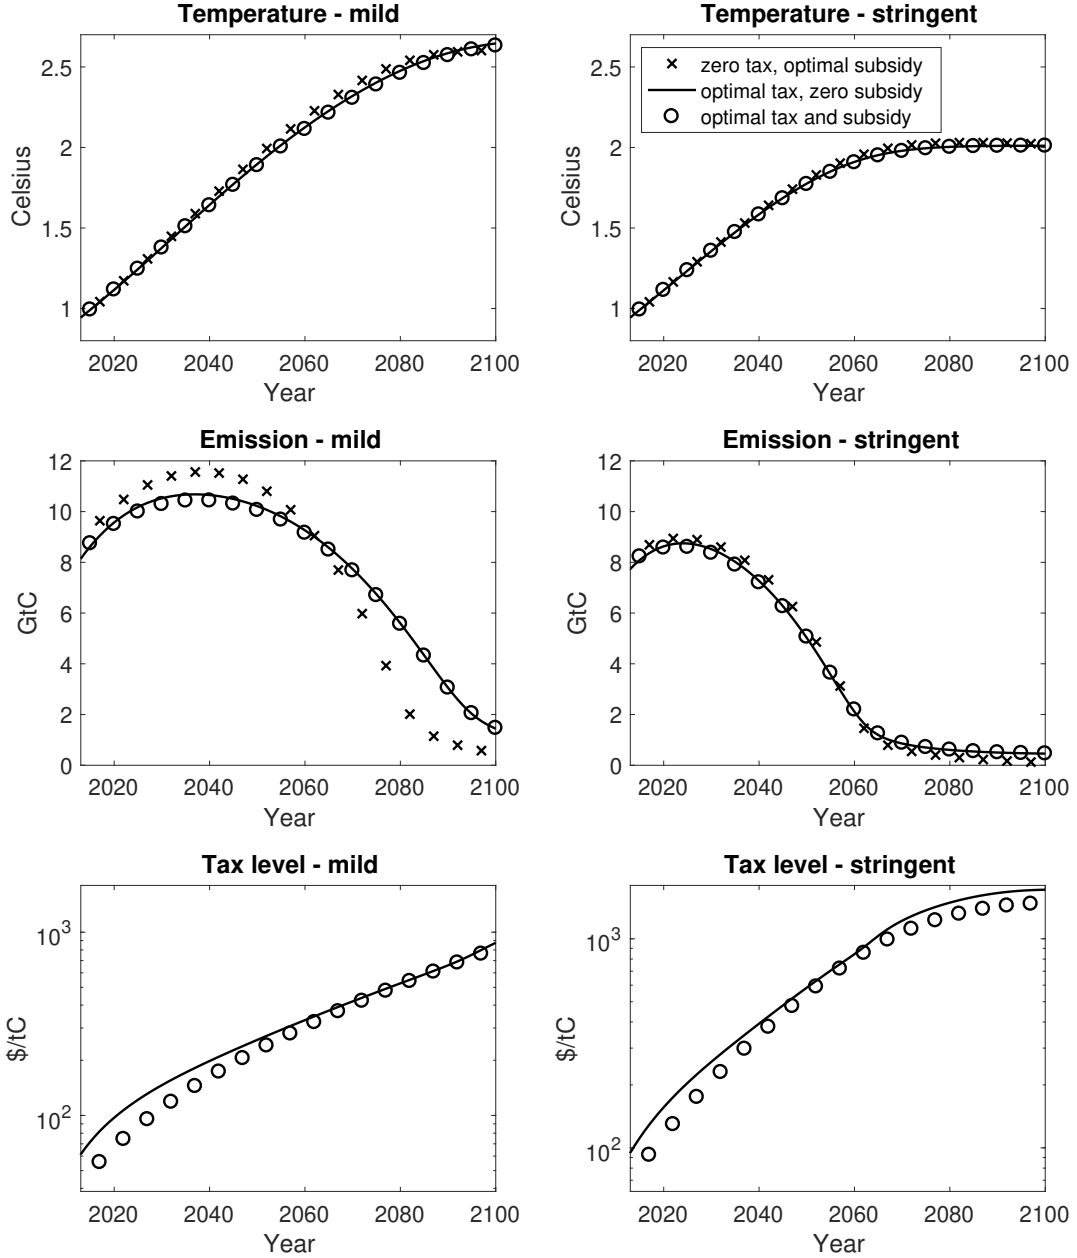 Temperature - mild
2.5
2
1.5
1
Celsius
2020 2040 2060 2080 2100
Year
Temperature - stringent
zero tax, optimal subsidy
optimal tax, zero subsidy
optimal tax and subsidy
2.5
2
1.5
1
Celsius
2020 2040 2060 2080 2100
Year
Emission - mild
12
10
8
6
4
2
0
GtC
2020 2040 2060 2080 2100
Year
Emission - stringent
12
10
8
6
4
2
0
GtC
2020 2040 2060 2080 2100
Year
Tax level - mild
10³
10²
$/tC
2020 2040 2060 2080 2100
Year
Tax level - stringent
10³
10²
$/tC
2020 2040 2060 2080 2100
Year